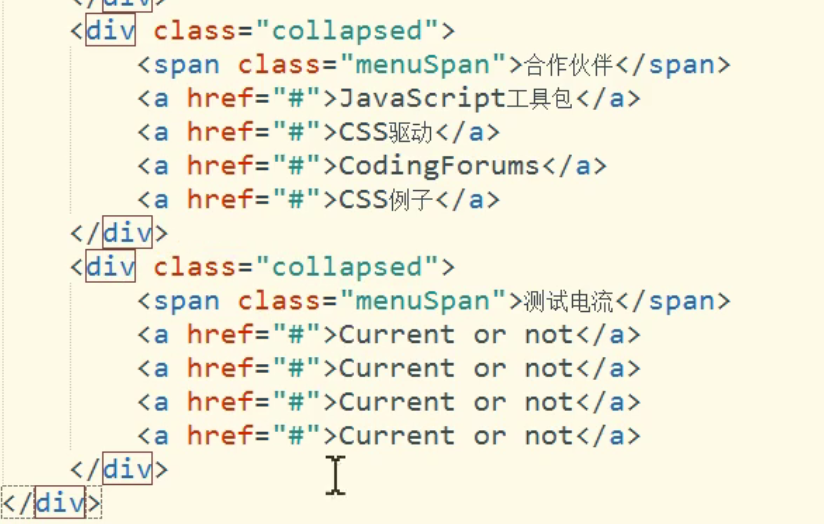 </div>
<div class="collapsed">
<span class="menuSpan">合作伙伴</span>
<a href="#">JavaScript工具包</a>
<a href="#">CSS驱动</a>
<a href="#">CodingForums</a>
<a href="#">CSS例子</a>
</div>
<div class="collapsed">
<span class="menuSpan">测试电流</span>
<a href="#">Current or not</a>
<a href="#">Current or not</a>
<a href="#">Current or not</a>
<a href="#">Current or not</a>
</div>
</div>